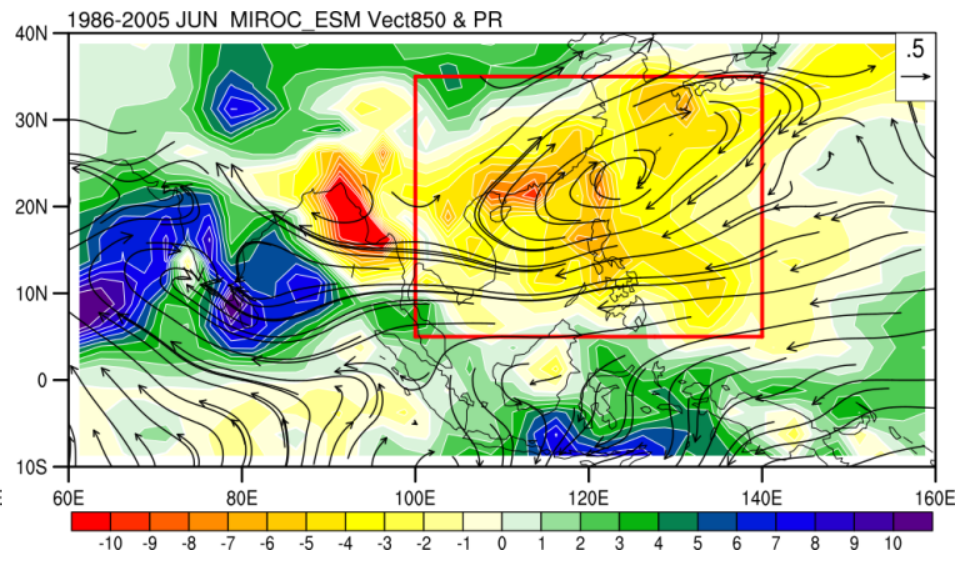 1986-2005 JUN MIROC_ESM Vect850 & PR
40N
.5
30N
20N
10N
0
10S
60E 80E 100E 120E 140E 160E
-10 -9 -8 -7 -6 -5 -4 -3 -2 -1 0 1 2 3 4 5 6 7 8 9 10